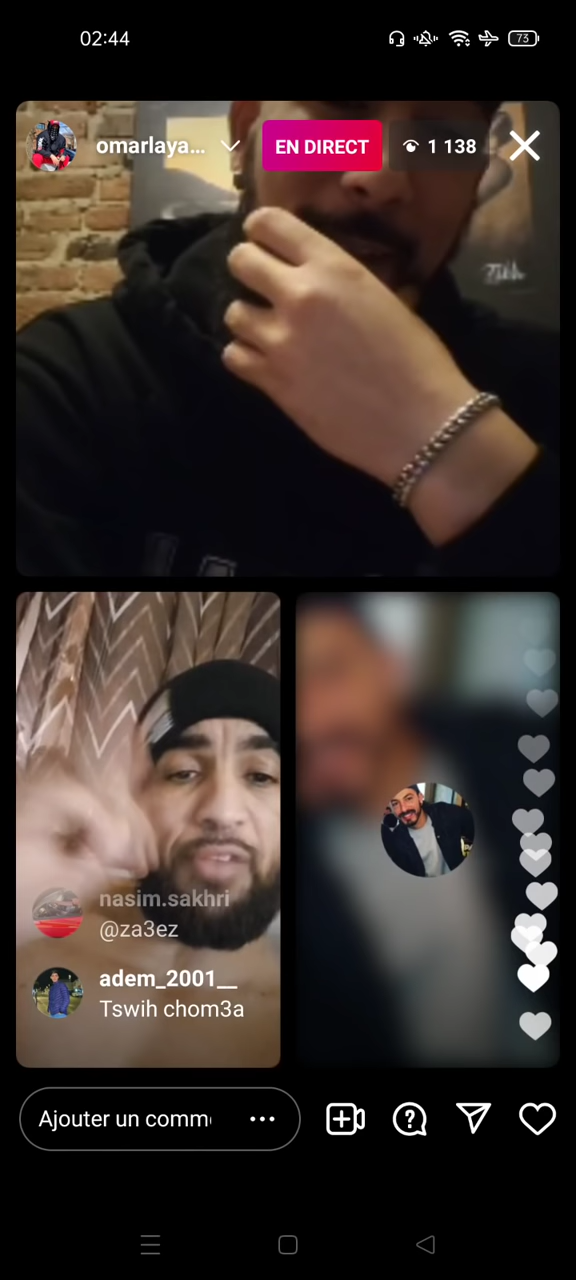 02:44
73
omarlaya...
EN DIRECT
1 138
nasim.sakhri
@za3ez
adem_2001__
Tswih chom3a
Ajouter un comm